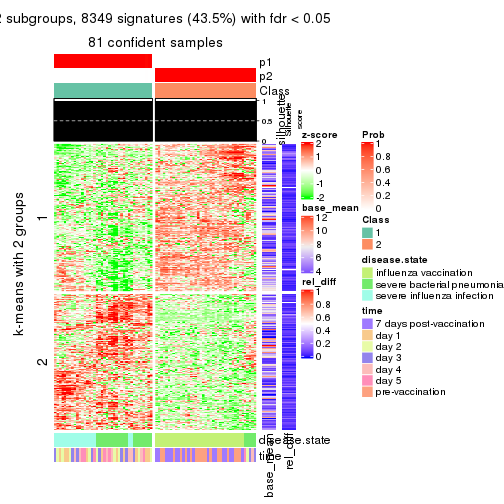 2 subgroups, 8349 signatures (43.5%) with fdr < 0.05
81 confident samples
p1
p2
Class
1
0.5
0
silhouette
Silhouette
score
k-means with 2 groups
1
2
disease.state
time
base_mean
rel_diff
z-score
2
1
0
-1
-2
base_mean
12
10
8
6
4
rel_diff
1
0.8
0.6
0.4
0.2
0
Prob
1
0.8
0.6
0.4
0.2
0
Class
1
2
disease.state
influenza vaccination
severe bacterial pneumonia
severe influenza infection
time
7 days post-vaccination
day 1
day 2
day 3
day 4
day 5
pre-vaccination